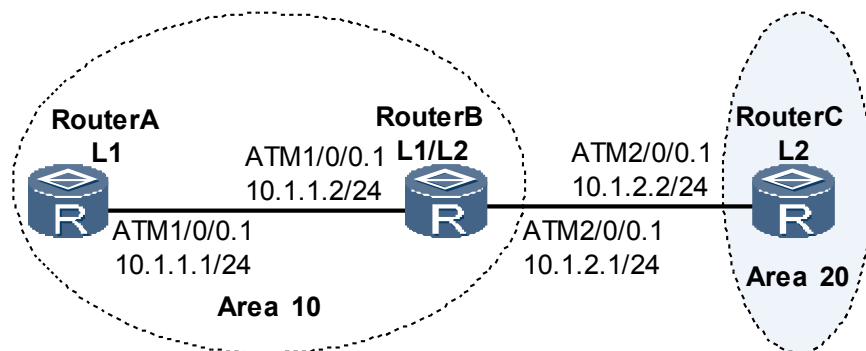 RouterA
L1
RouterB
L1/L2
RouterC
L2
ATM1/0/0.1
10.1.1.2/24
ATM2/0/0.1
10.1.2.2/24
R
R
R
ATM1/0/0.1
10.1.1.1/24
ATM2/0/0.1
10.1.2.1/24
Area 10
Area 20